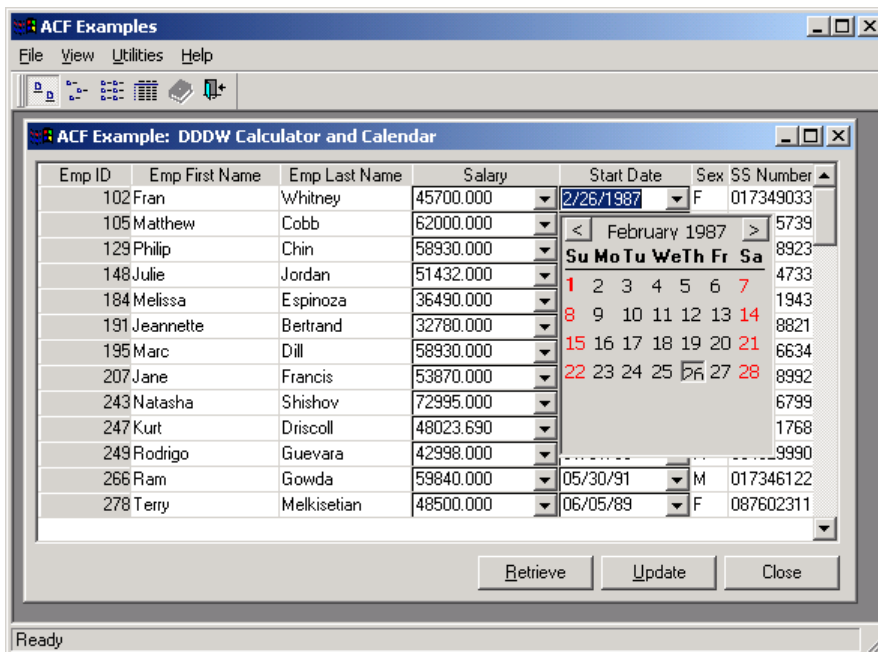 ACF Examples
File View Utilities Help
ACF Example: DDDW Calculator and Calendar
Emp ID Emp First Name Emp Last Name Salary Start Date Sex SS Number
102 Fran Whitney 45700.000 2/26/1987 F 017349033
105 Matthew Cobb 62000.000 5739
129 Philip Chin 58930.000 8923
148 Julie Jordan 51432.000 4733
184 Melissa Espinoza 36490.000 1943
191 Jeannette Bertrand 32780.000 8821
195 Marc Dill 58930.000 6634
207 Jane Francis 53870.000 8992
243 Natasha Shishov 72995.000 6799
247 Kurt Driscoll 48023.690 1768
249 Rodrigo Guevara 42998.000 9990
266 Ram Gowda 59840.000 05/30/91 M 017346122
278 Terry Melkisetian 48500.000 06/05/89 F 087602311
< February 1987 >
Su Mo Tu We Th Fr Sa
1 2 3 4 5 6 7
8 9 10 11 12 13 14
15 16 17 18 19 20 21
22 23 24 25 26 27 28
Retrieve Update Close
Ready